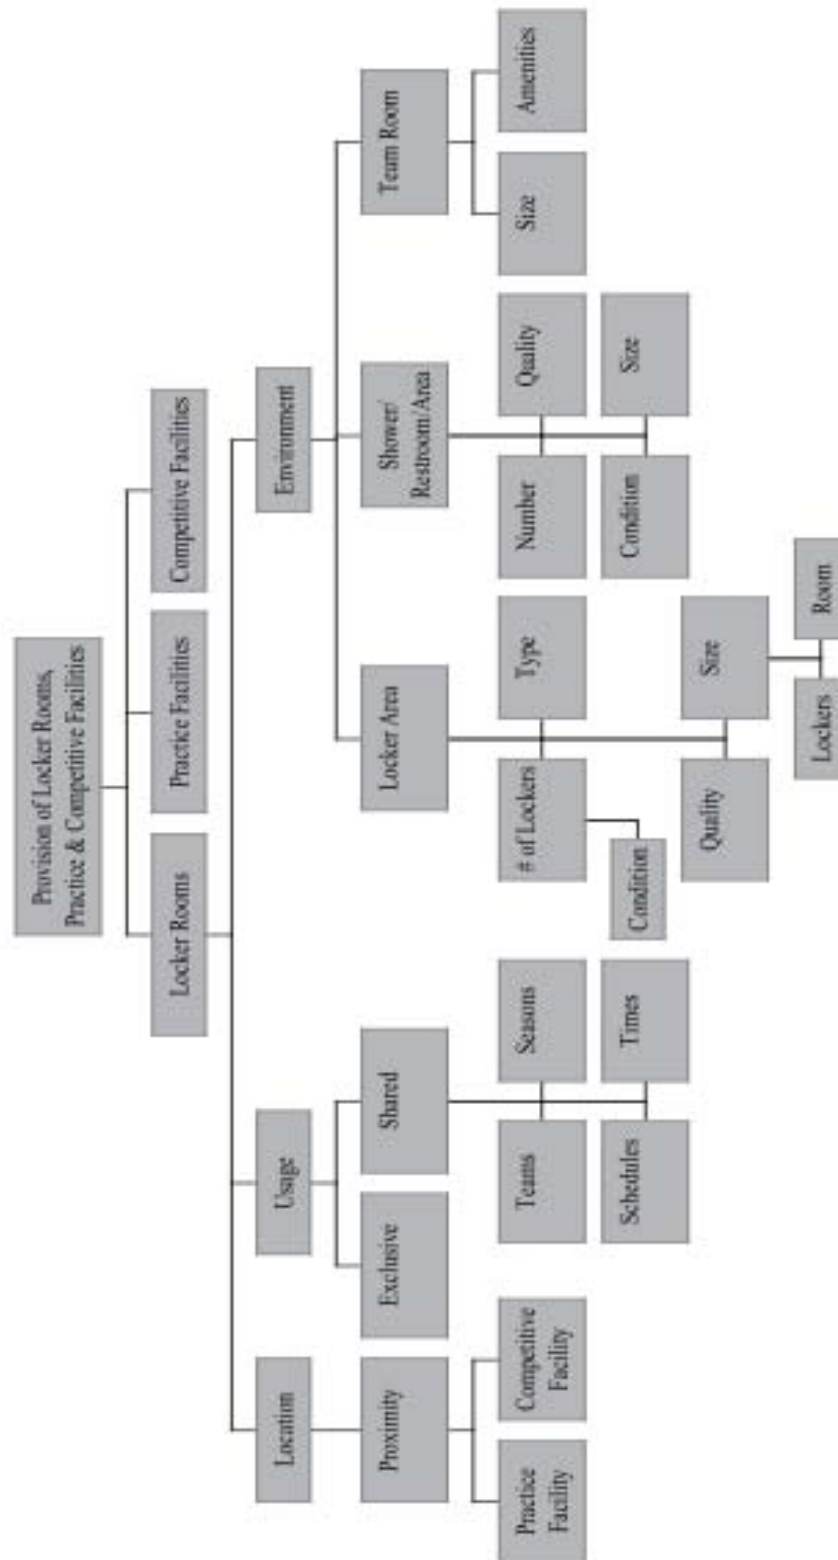 Provision of Locker Rooms,
Practice & Competitive Facilities
Locker Rooms
Practice Facilities
Competitive Facilities
Location
Usage
Environment
Proximity
Exclusive
Shared
Locker Area
Shower/
Restroom/Area
Team Room
Practice
Facility
Competitive
Facility
Teams
Seasons
# of Lockers
Type
Number
Quality
Size
Amenities
Schedules
Times
Condition
Condition
Size
Quality
Size
Lockers
Room